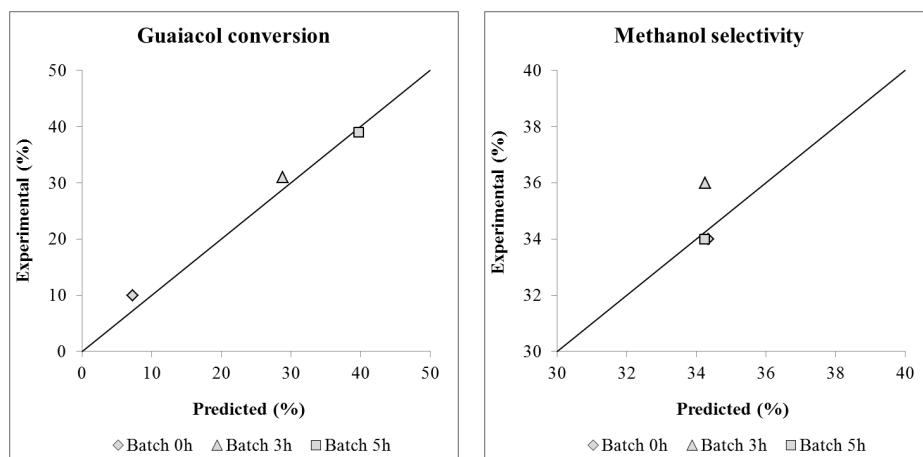 Guaiacol conversion
50
40
30
20
10
0
0 10 20 30 40 50
Experimental (%)
Predicted (%)
Batch 0h Batch 3h Batch 5h
Methanol selectivity
40
38
36
34
32
30
30 32 34 36 38 40
Experimental (%)
Predicted (%)
Batch 0h Batch 3h Batch 5h